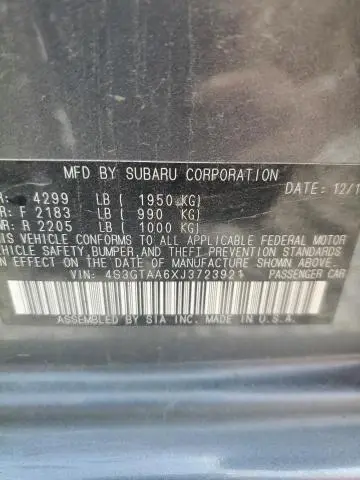 MFD BY SUBARU CORPORATION
R: 4299 LB ( 1950 KG) DATE: 12/1
R: F 2183 LB ( 990 KG)
WR: R 2205 LB ( 1000 KG)
IS VEHICLE CONFORMS TO ALL APPLICABLE FEDERAL MOTOR
VEHICLE SAFETY, BUMPER, AND THEFT PREVENTION STANDARDS
IN EFFECT ON THE DATE OF MANUFACTURE SHOWN ABOVE.
VIN: 4S3GTAA6XJ3723921 PASSENGER CAR
ASSEMBLED BY SIA INC. MADE IN U.S.A.